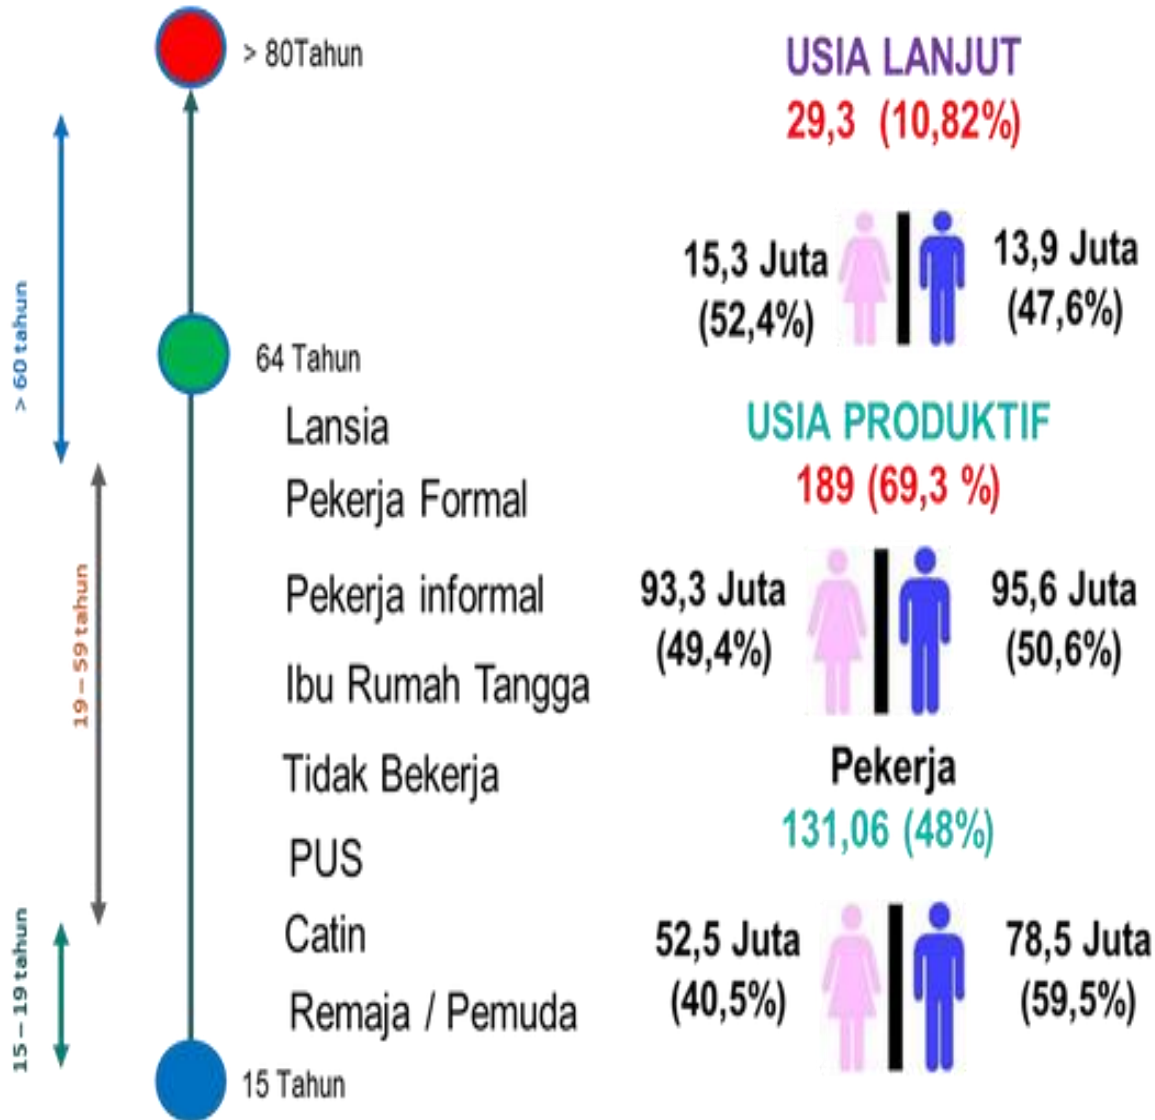 > 80Tahun
> 60 tahun
64 Tahun
Lansia
Pekerja Formal
Pekerja informal
Ibu Rumah Tangga
Tidak Bekerja
PUS
Catin
Remaja / Pemuda
15 Tahun
19 – 59 tahun
15 – 19 tahun
USIA LANJUT
29,3 (10,82%)
15,3 Juta
(52,4%)
13,9 Juta
(47,6%)
USIA PRODUKTIF
189 (69,3 %)
93,3 Juta
(49,4%)
95,6 Juta
(50,6%)
Pekerja
131,06 (48%)
52,5 Juta
(40,5%)
78,5 Juta
(59,5%)